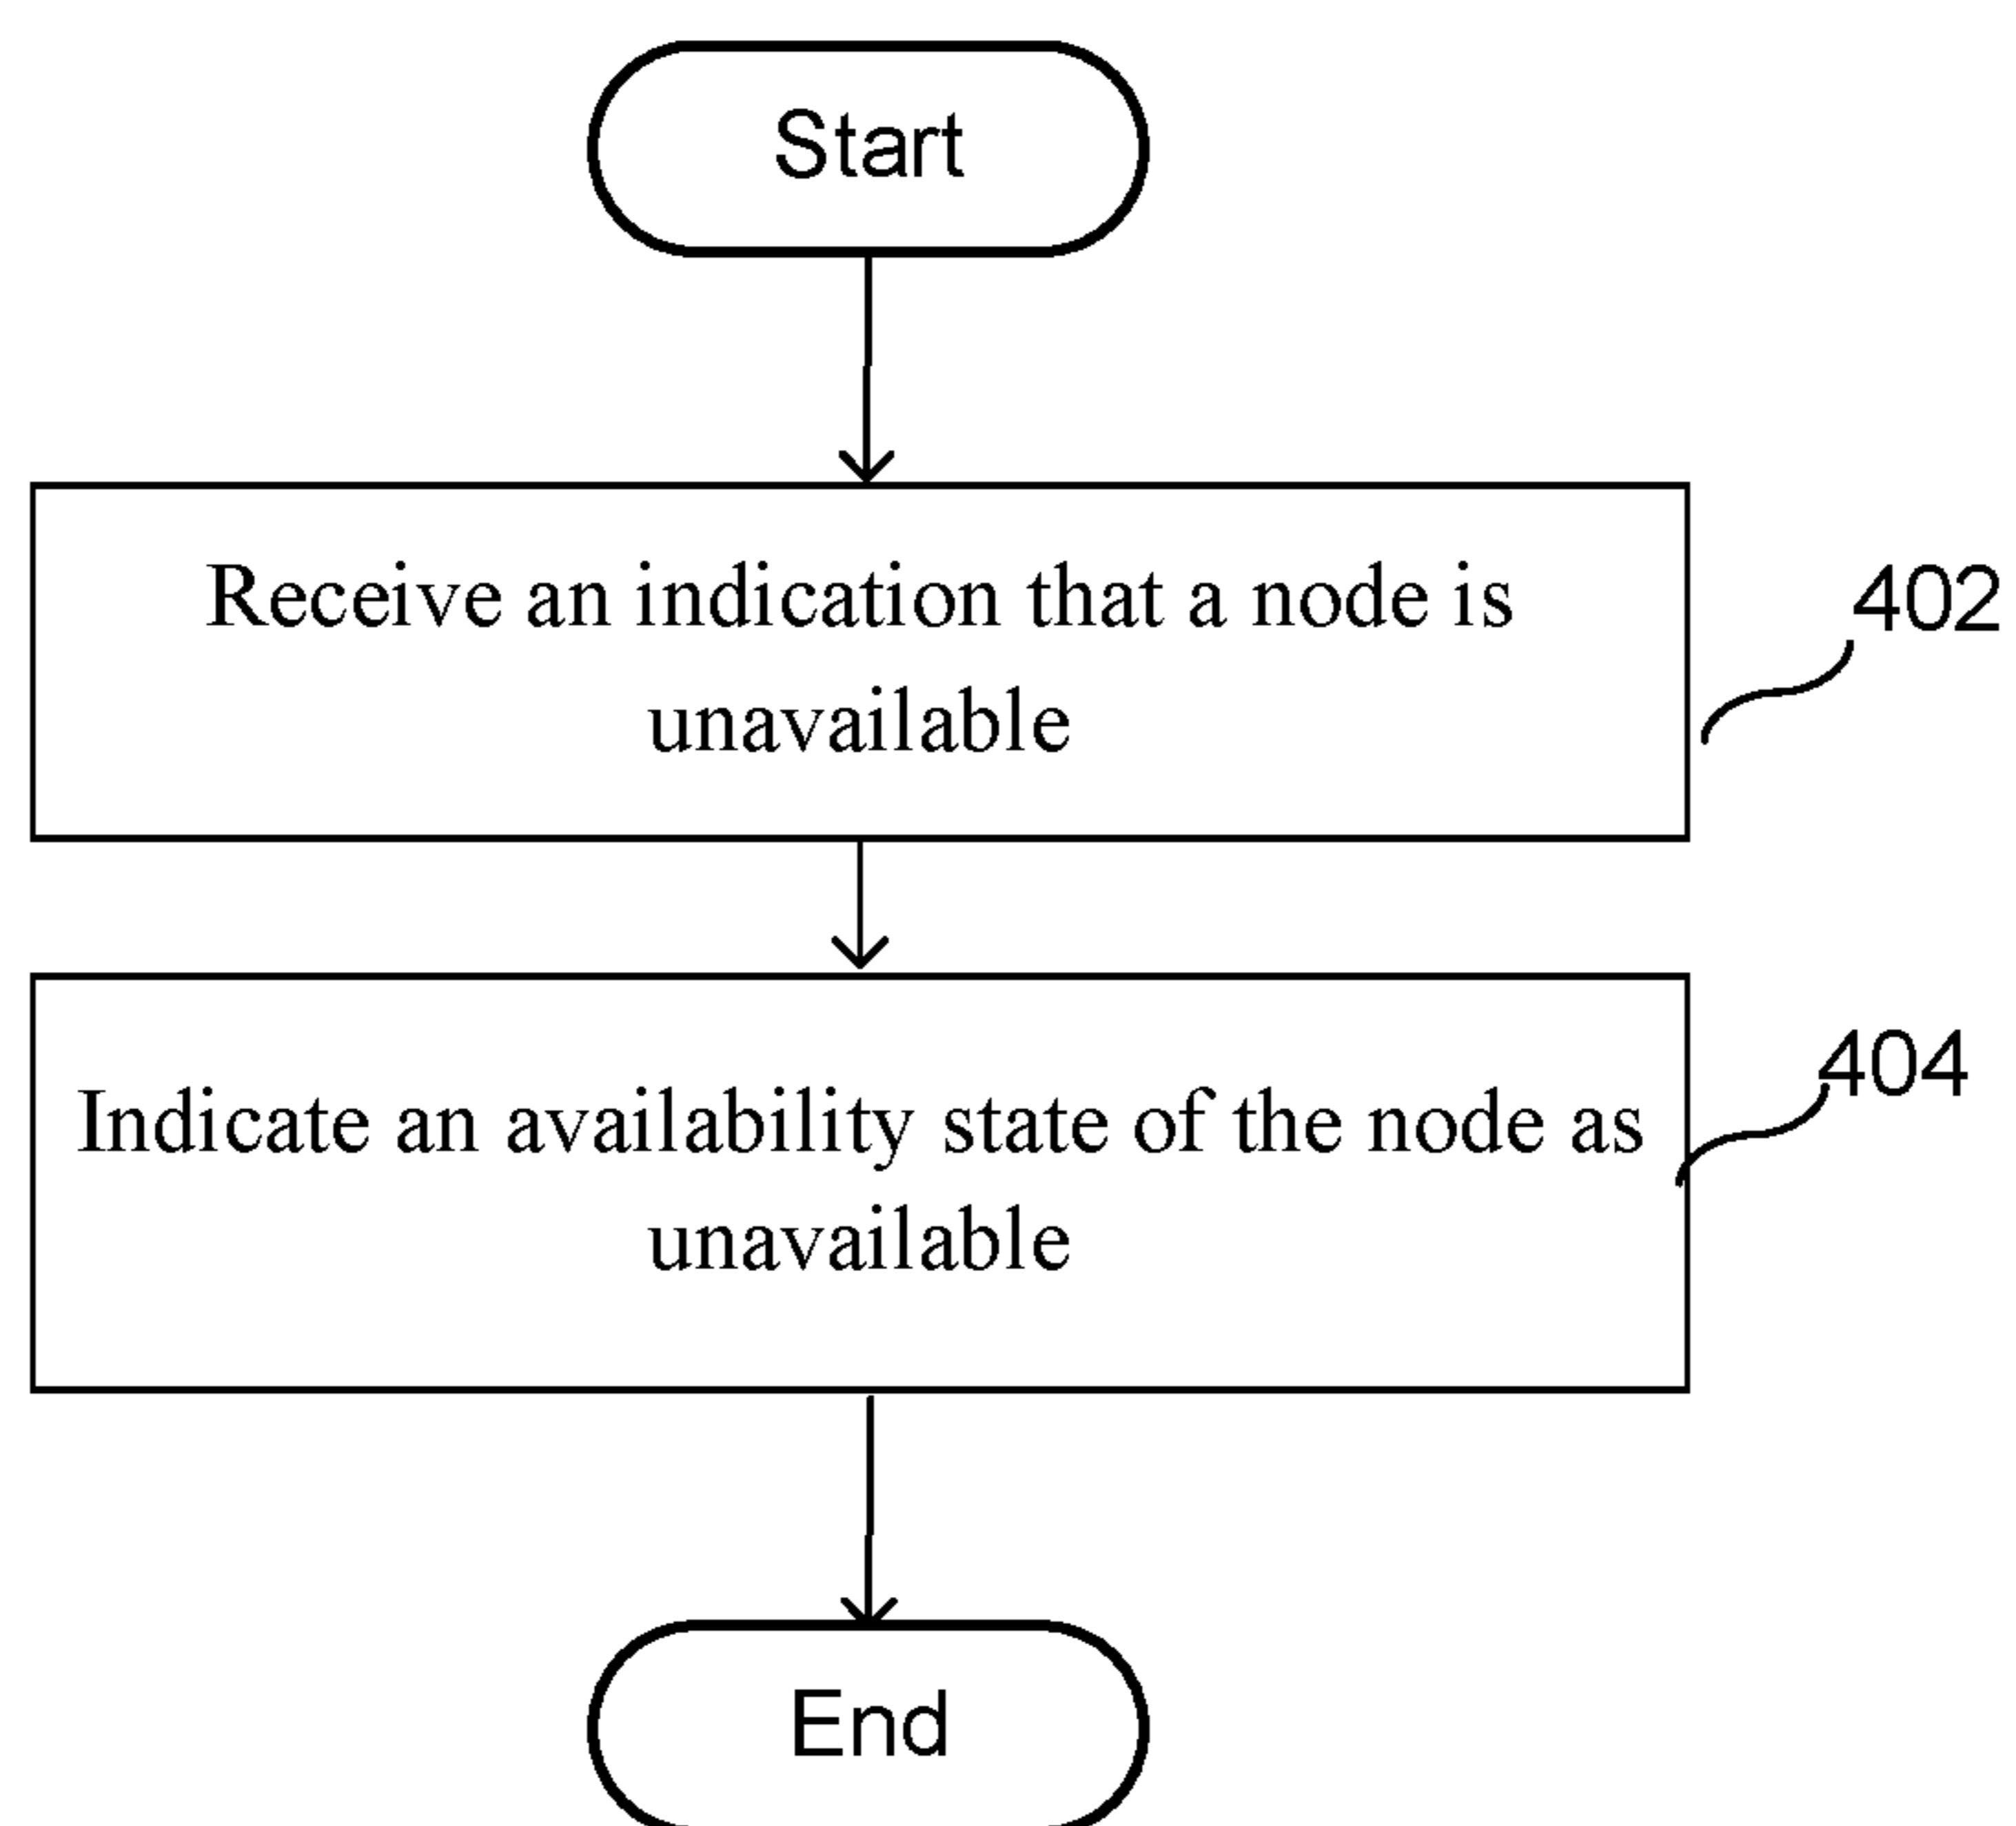 Start
Receive an indication that a node is
unavailable
402
Indicate an availability state of the node as
unavailable
404
End